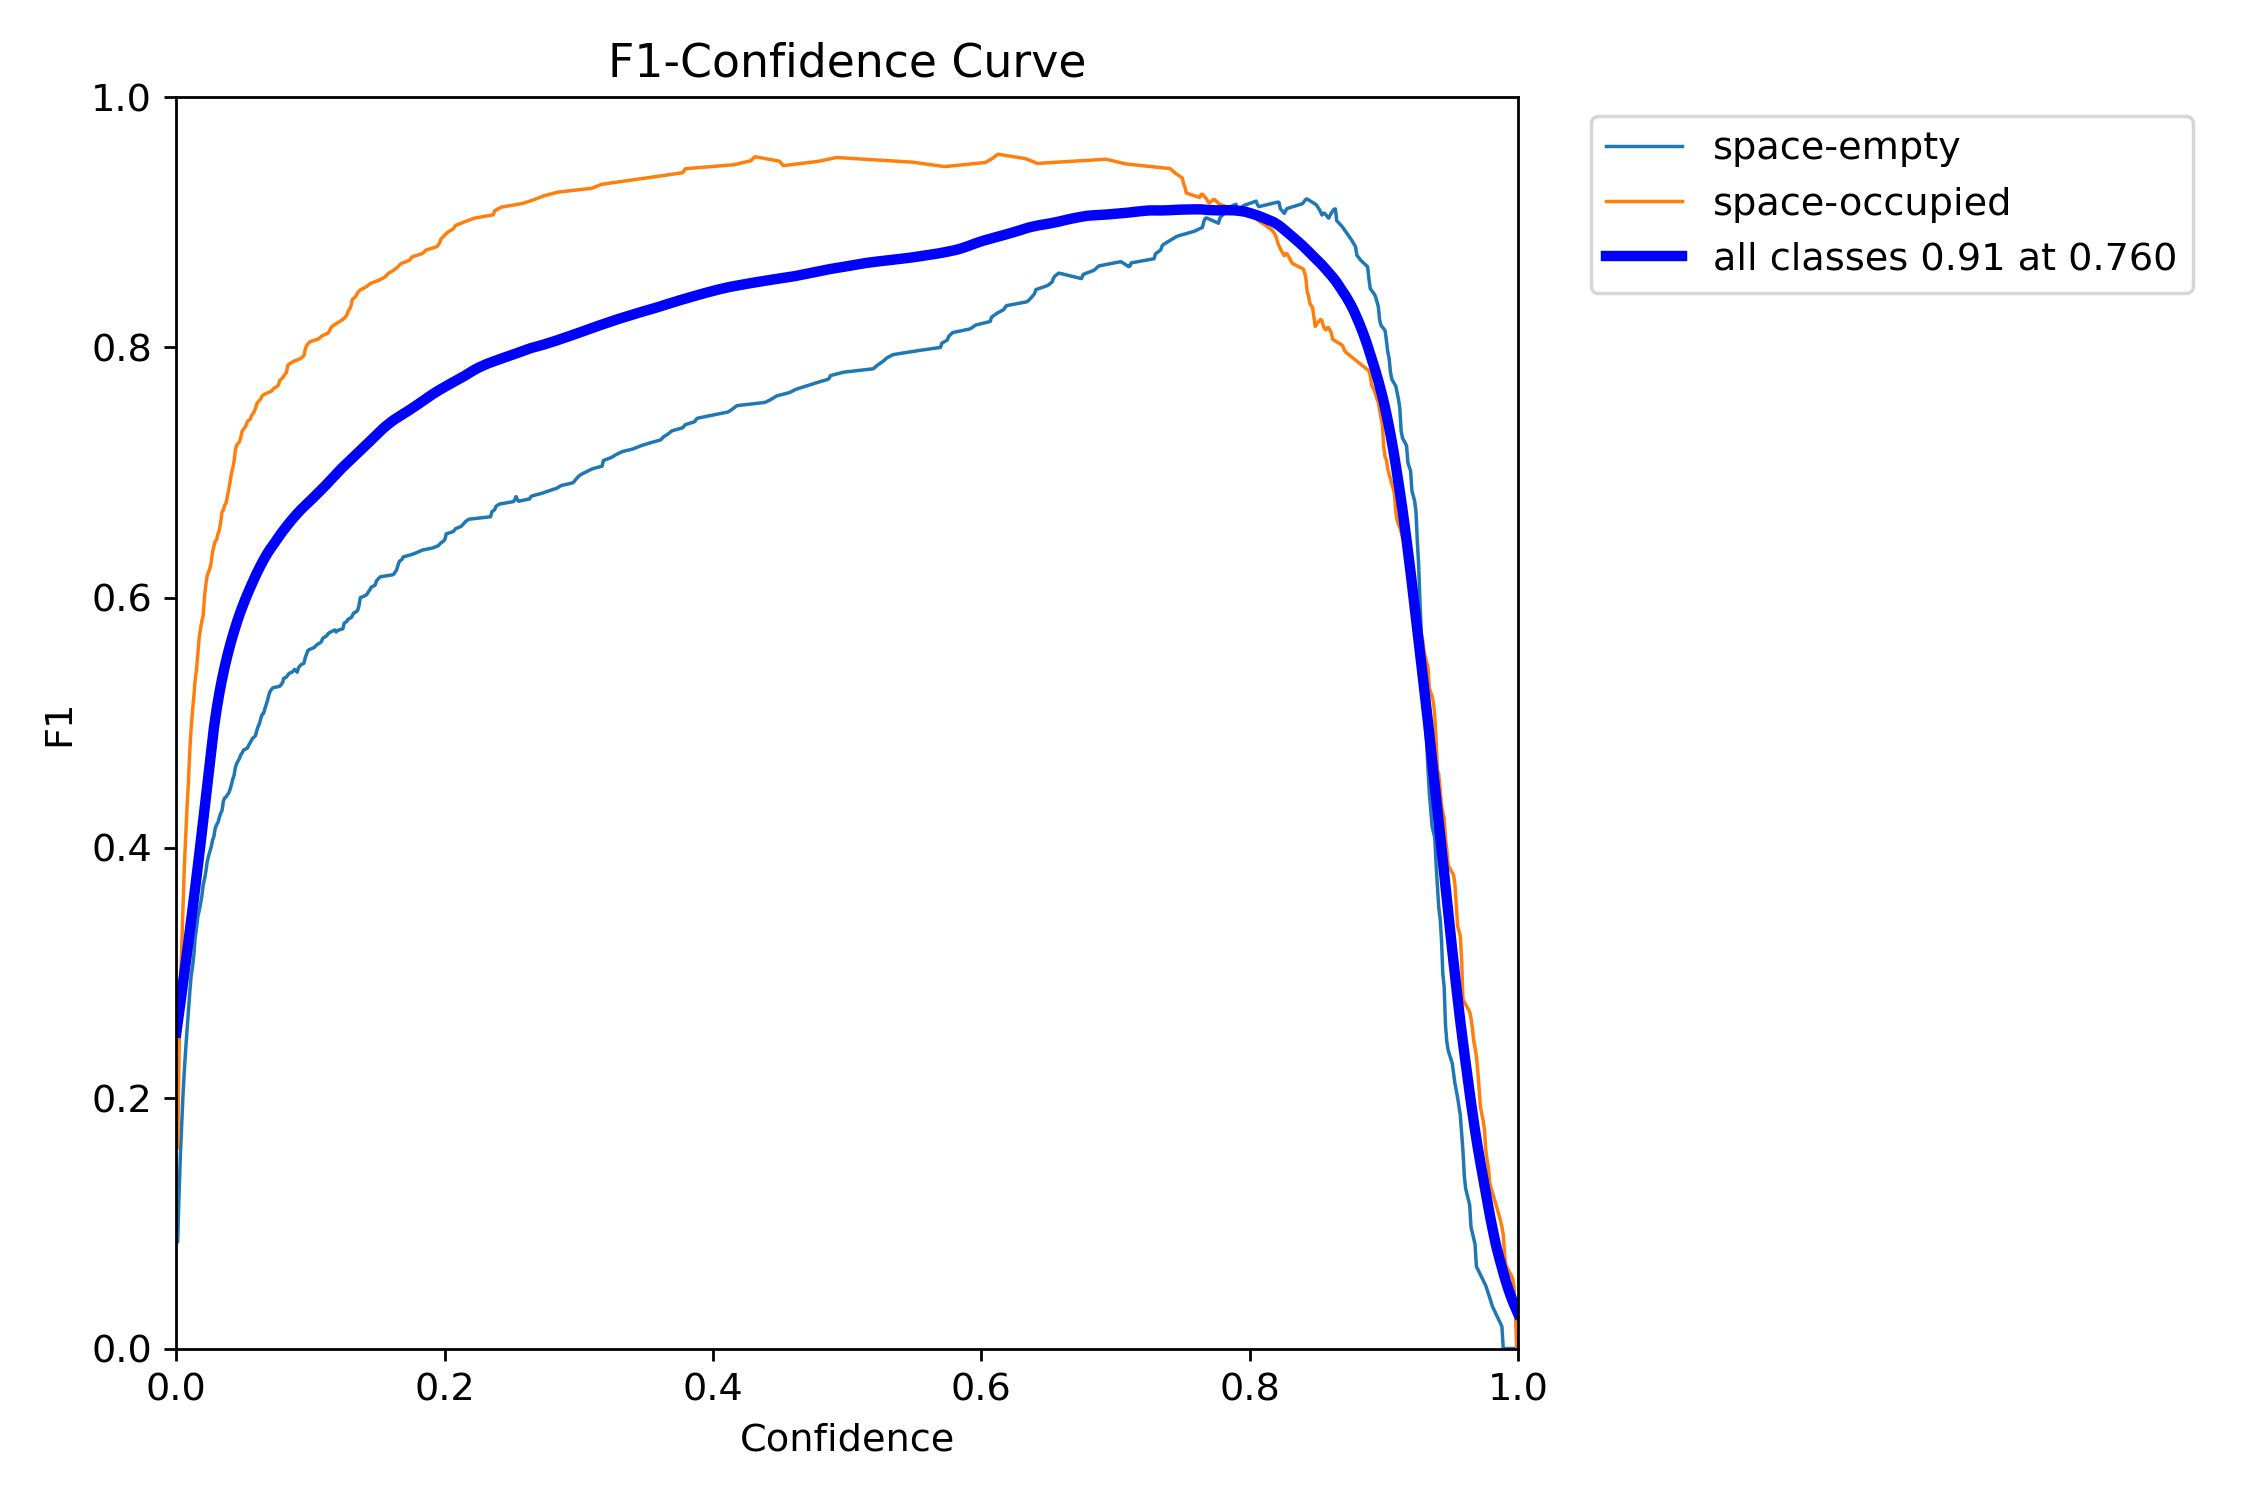 F1-Confidence Curve
space-empty
space-occupied
all classes 0.91 at 0.760
1.0
0.8
0.6
0.4
0.2
0.0
F1
0.0 0.2 0.4 0.6 0.8 1.0
Confidence